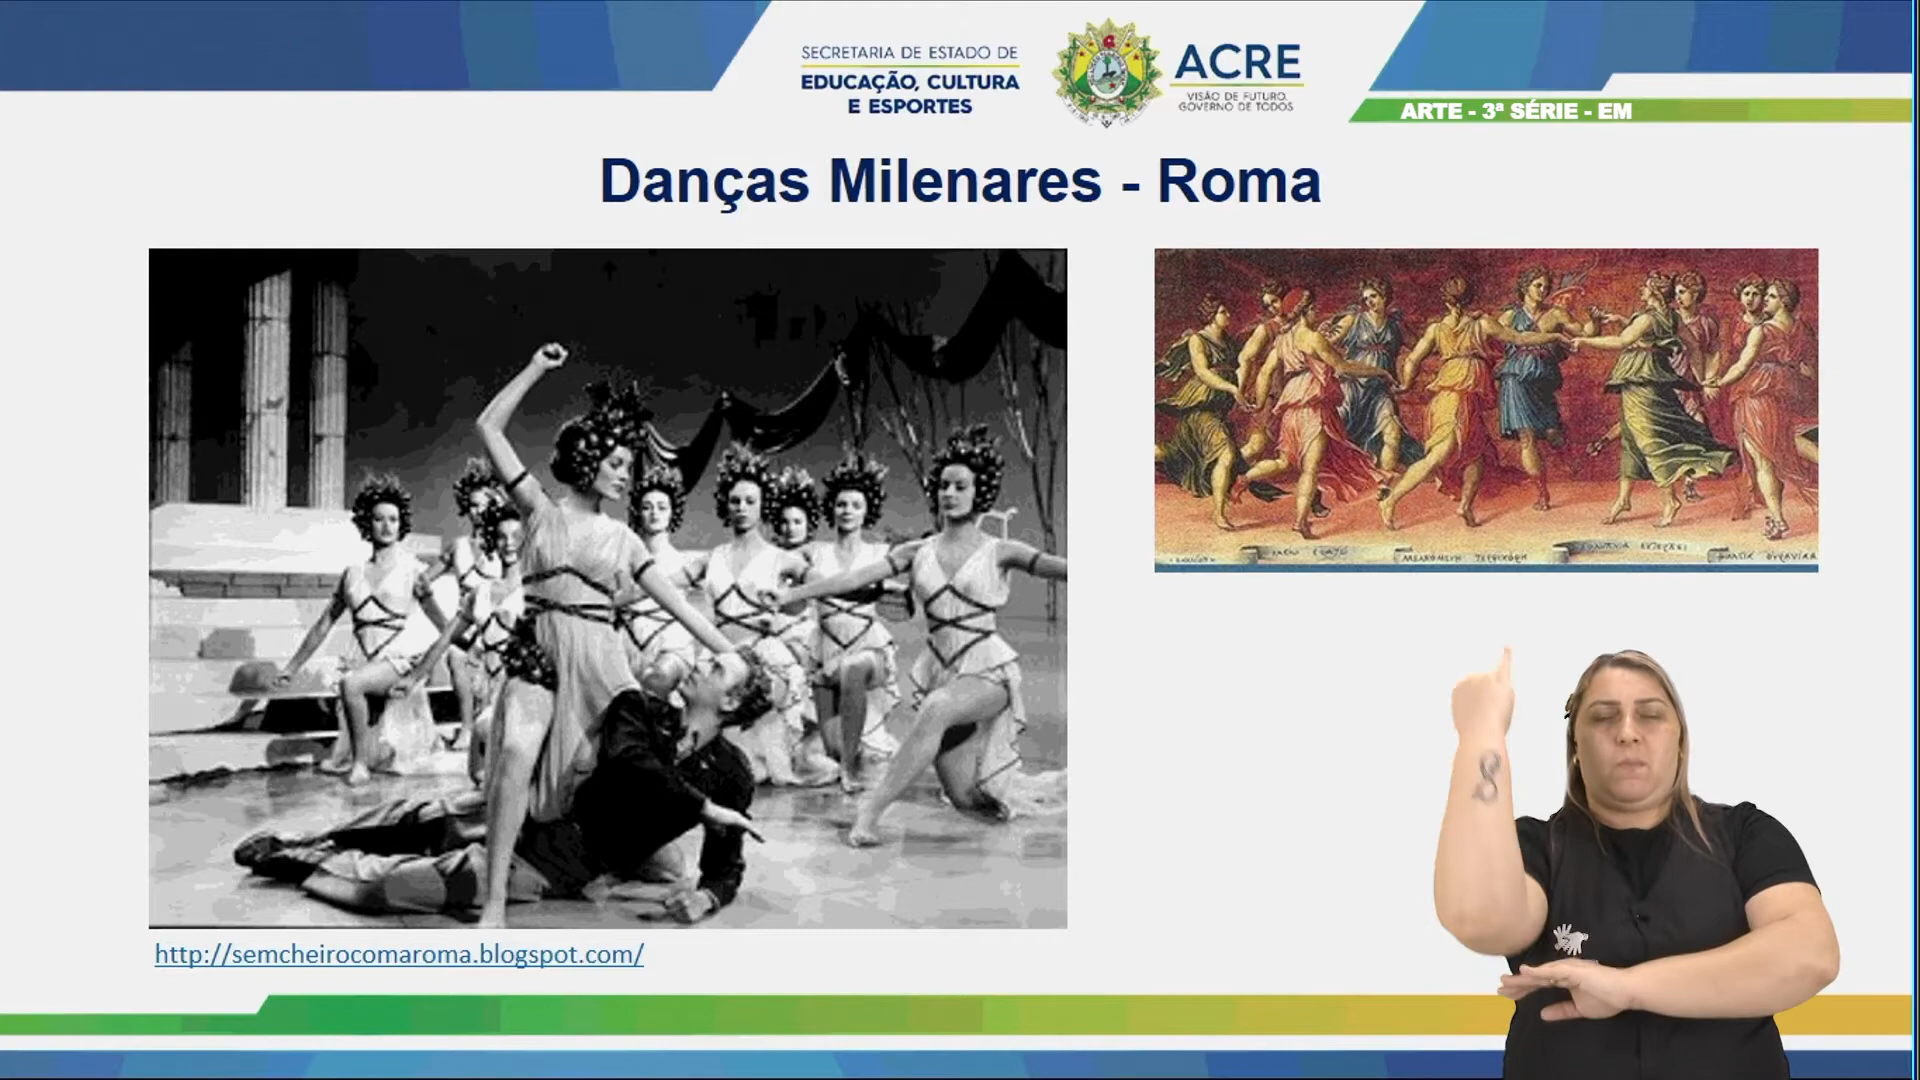 SECRETARIA DE ESTADO DE
EDUCAÇÃO, CULTURA
E ESPORTES
ACRE
VISÃO DE FUTURO,
GOVERNO DE TODOS
ARTE - 3ª SÉRIE - EM
Danças Milenares - Roma
http://semcheirocomaroma.blogspot.com/